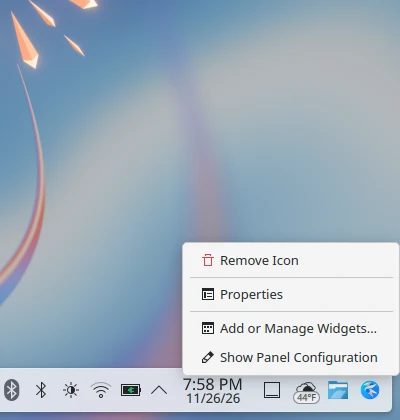 Remove Icon
Properties
Add or Manage Widgets...
Show Panel Configuration
7:58 PM
11/26/26
44°F